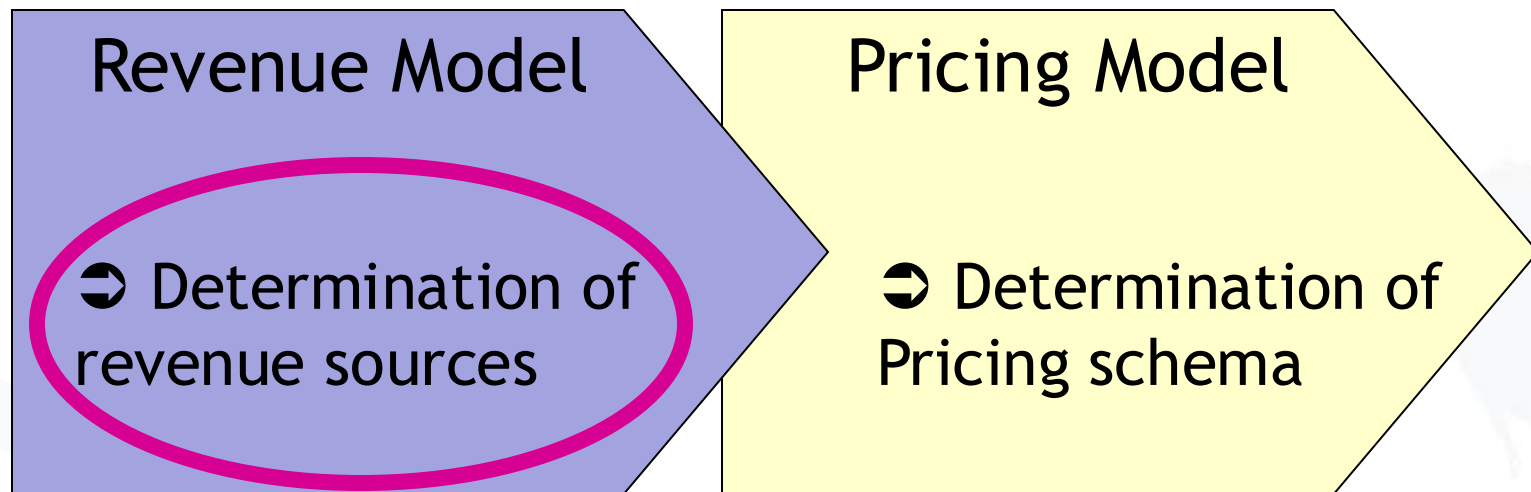 Revenue Model
➲ Determination of
revenue sources
Pricing Model
➲ Determination of
Pricing schema